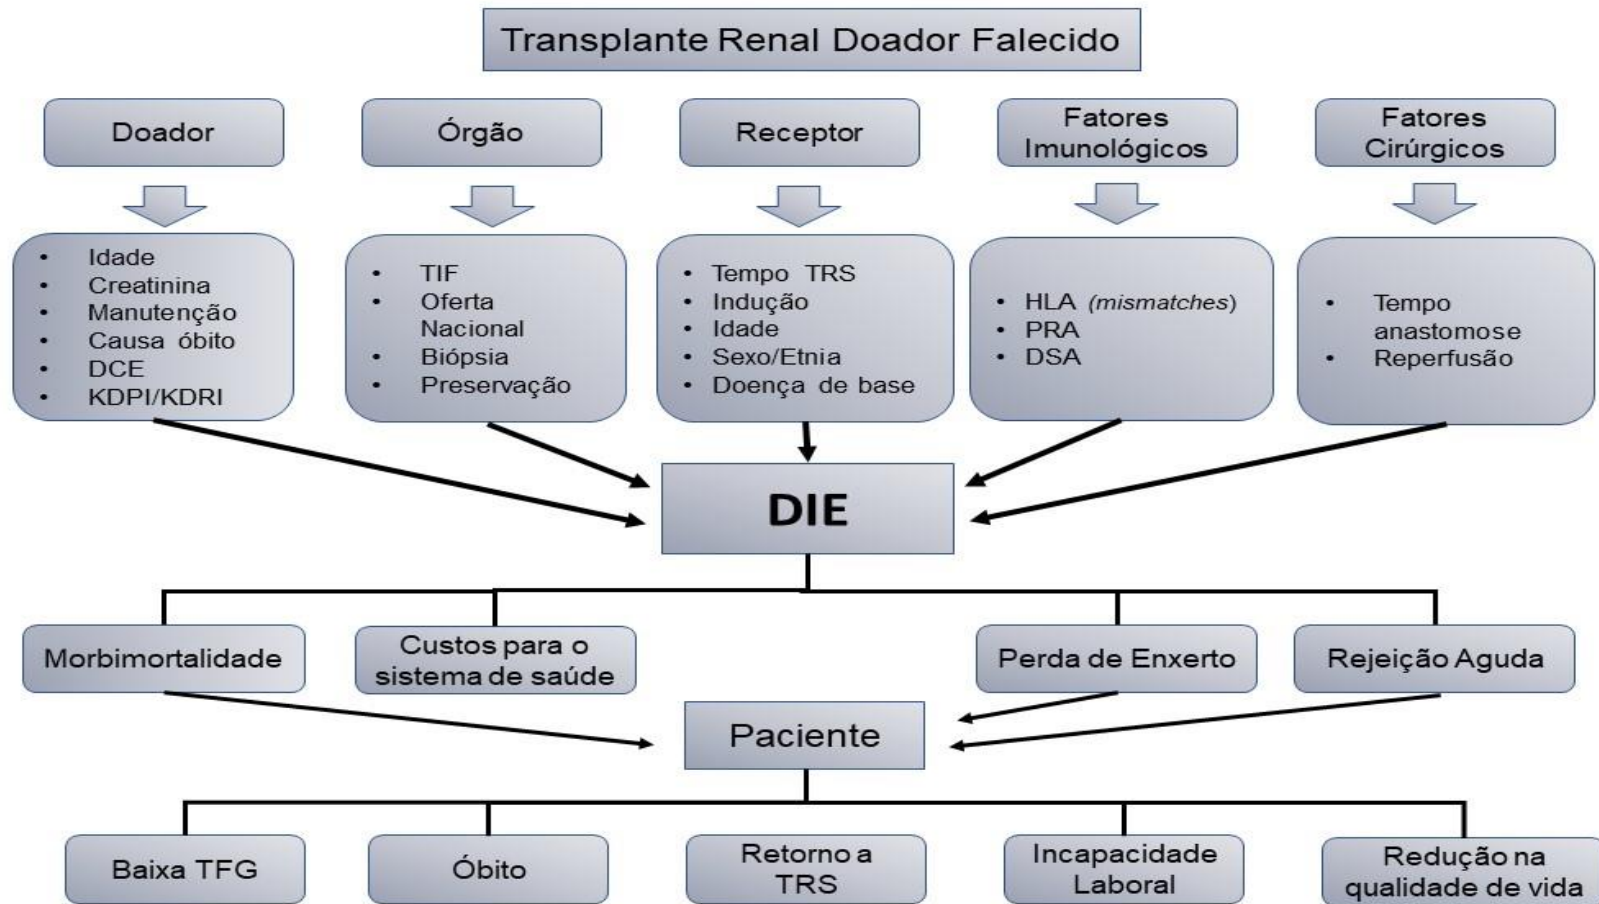 Transplante Renal Doador Falecido
Doador
Órgão
Receptor
Fatores
Imunológicos
Fatores
Cirúrgicos
• Idade
• Creatinina
• Manutenção
• Causa óbito
• DCE
• KDPI/KDRI
• TIF
• Oferta
Nacional
• Biópsia
• Preservação
• Tempo TRS
• Indução
• Idade
• Sexo/Etnia
• Doença de base
• HLA (mismatches)
• PRA
• DSA
• Tempo
anastomose
• Reperfusão
DIE
Morbimortalidade
Custos para o
sistema de saúde
Perda de Enxerto
Rejeição Aguda
Paciente
Baixa TFG
Óbito
Retorno a
TRS
Incapacidade
Laboral
Redução na
qualidade de vida